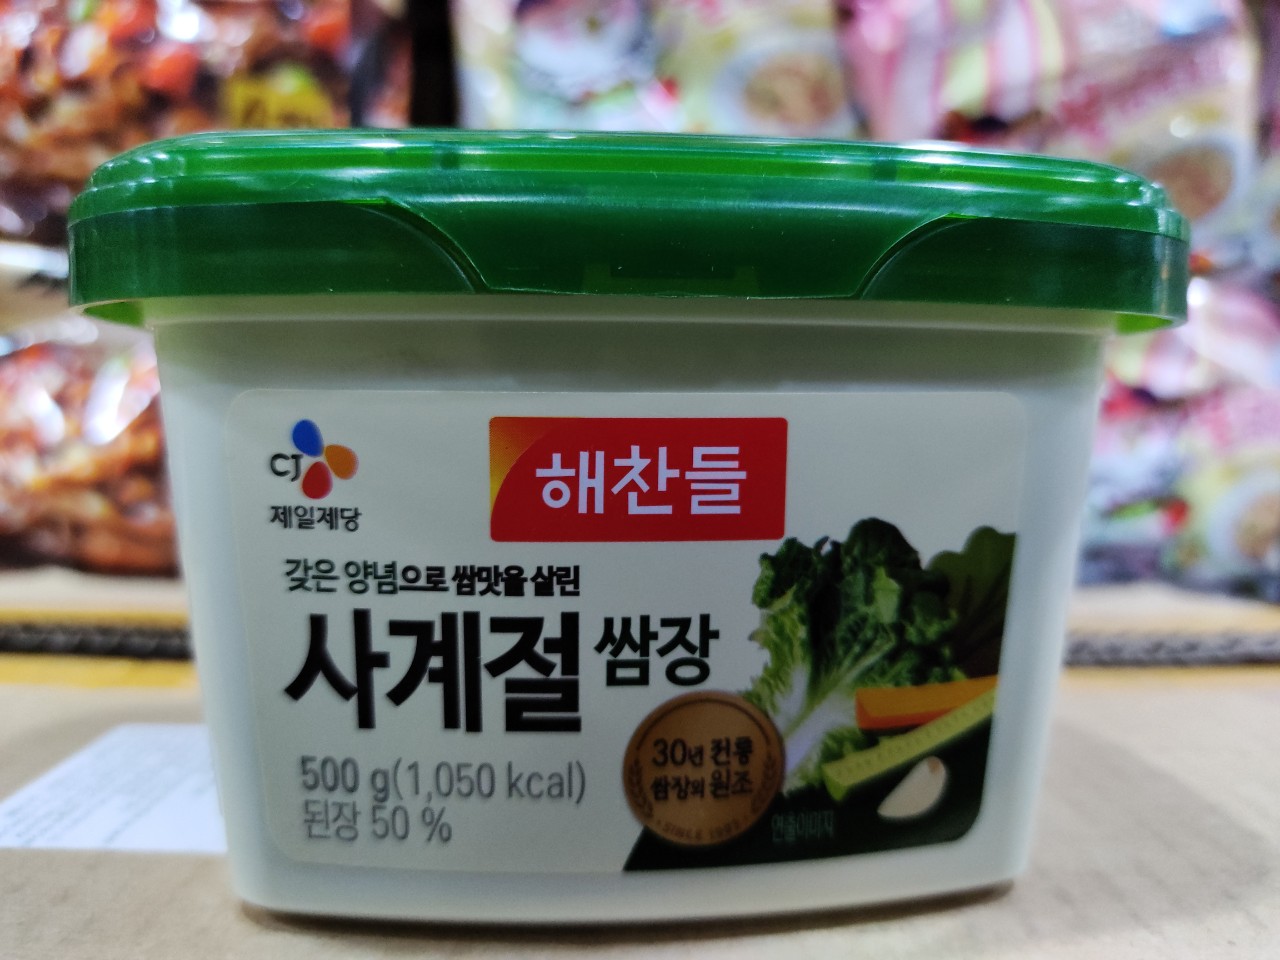 CJ
제일제당
해찬들
갖은 양념으로 쌈맛을 살린
사계절 쌈장
500 g(1,050 kcal)
된장 50 %
30년 전통
쌈장의 원조
연출이미지